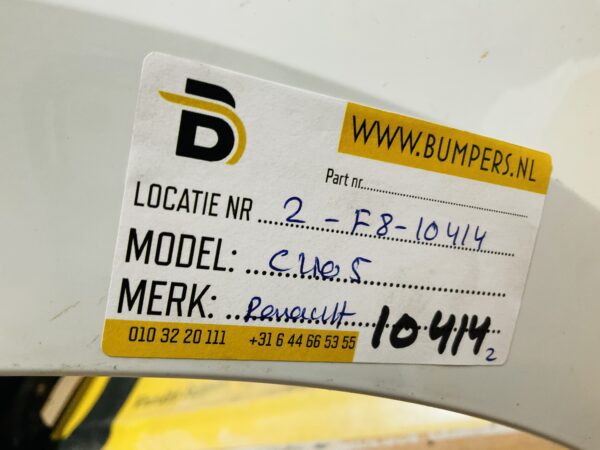 B
WWW.BUMPERS.NL
Part nr.
LOCATIE NR 2 - F8-10414
MODEL: CLIO 5
MERK: Renault 10414
010 32 20 111 +31 6 44 66 53 55 2